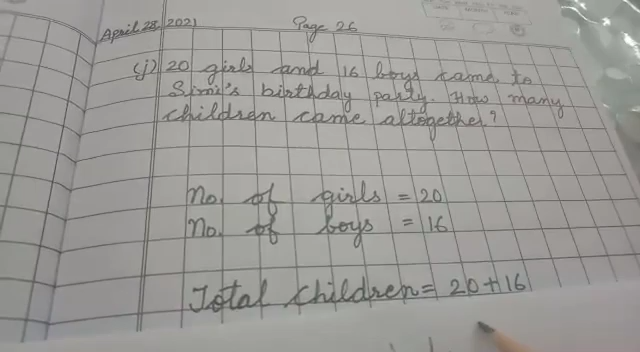 April 28, 2021 Page 26
(j) 20 girls and 16 boys came to
Simi's birthday party. How many
children came altogether?
No. of girls = 20
No. of boys = 16
Total children = 20+16